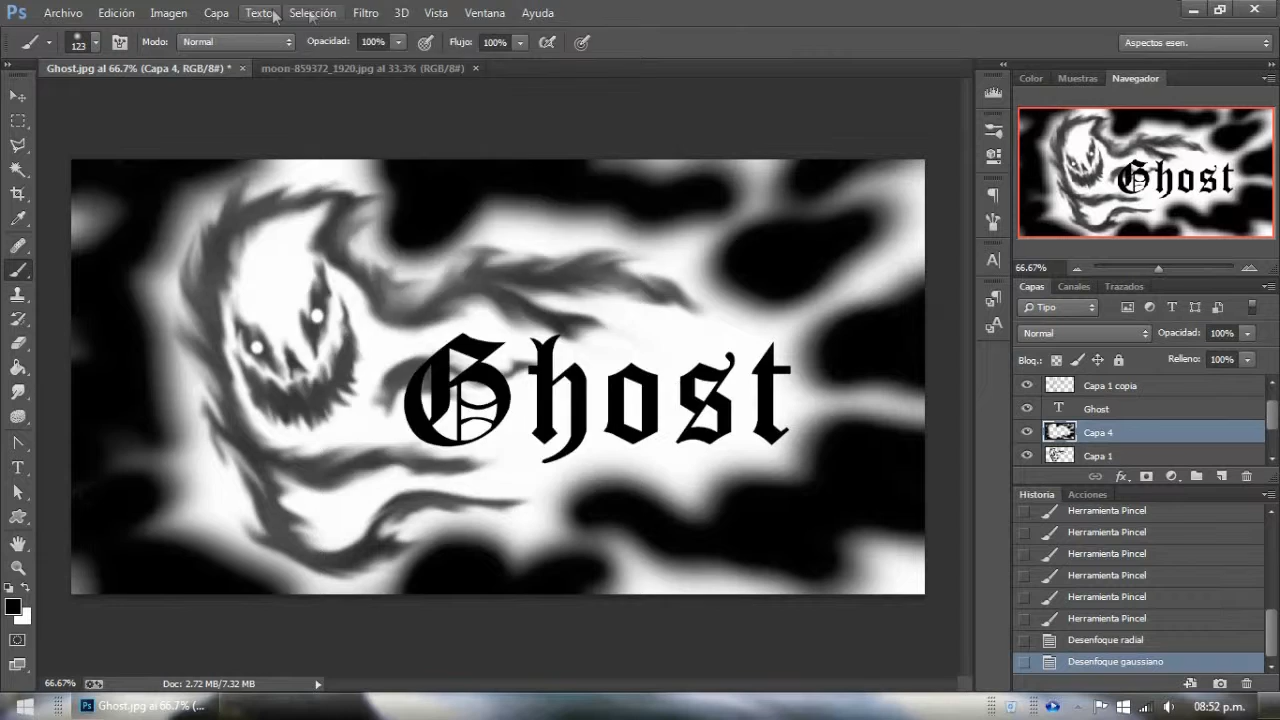 Ps Archivo Edición Imagen Capa Texto Selección Filtro 3D Vista Ventana Ayuda
123 Modo: Normal Opacidad: 100% Flujo: 100% Aspectos esen.
Ghost.jpg al 66.7% (Capa 4, RGB/8#) * × moon-859372_1920.jpg al 33.3% (RGB/8#) ×
Color Muestras Navegador
Ghost
66.67%
Capas Canales Trazados
Tipo
Normal Opacidad: 100%
Bloq.: Relleno: 100%
Capa 1 copia
T Ghost
Capa 4
Capa 1
Historia Acciones
Herramienta Pincel
Herramienta Pincel
Herramienta Pincel
Herramienta Pincel
Herramienta Pincel
Herramienta Pincel
Desenfoque radial
Desenfoque gaussiano
Ghost
66.67% Doc: 2.72 MB/7.32 MB
Ps Ghost.jpg al 66.7% (... 08:52 p.m.